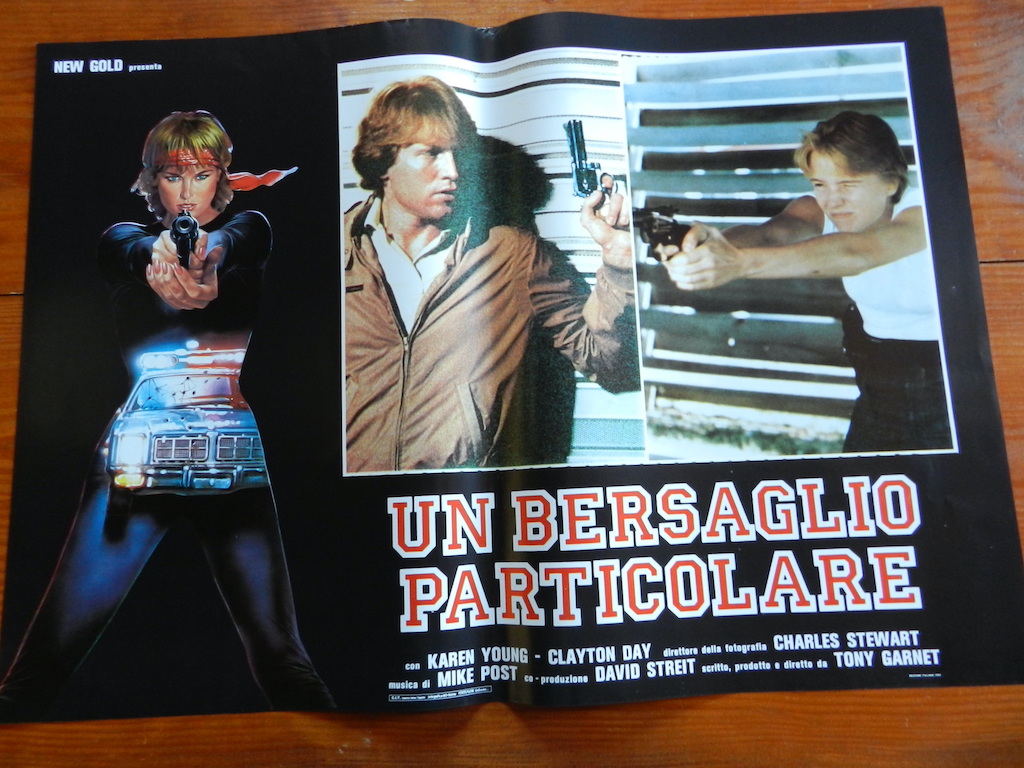 NEW GOLD presenta
UN BERSAGLIO
PARTICOLARE
con KAREN YOUNG - CLAYTON DAY direttore della fotografia CHARLES STEWART
musica di MIKE POST co-produzione DAVID STREIT scritto, prodotto e diretto da TONY GARNET